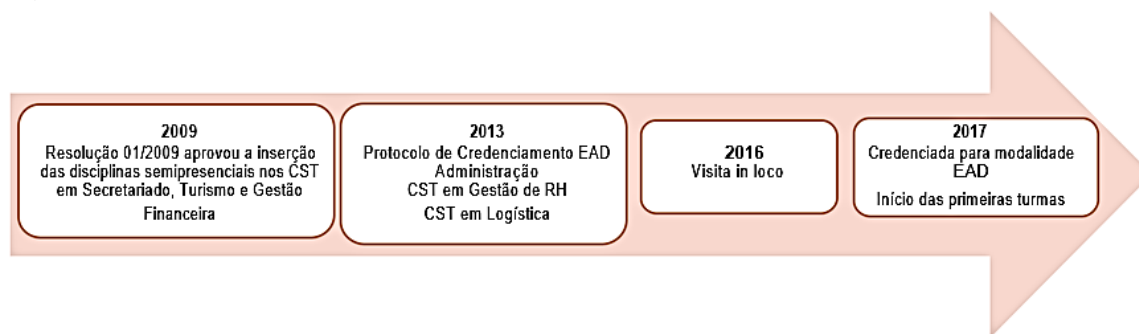 2009
Resolução 01/2009 aprovou a inserção
das disciplinas semipresenciais nos CST
em Secretariado, Turismo e Gestão
Financeira
2013
Protocolo de Credenciamento EAD
Administração
CST em Gestão de RH
CST em Logística
2016
Visita in loco
2017
Credenciada para modalidade
EAD
Início das primeiras turmas